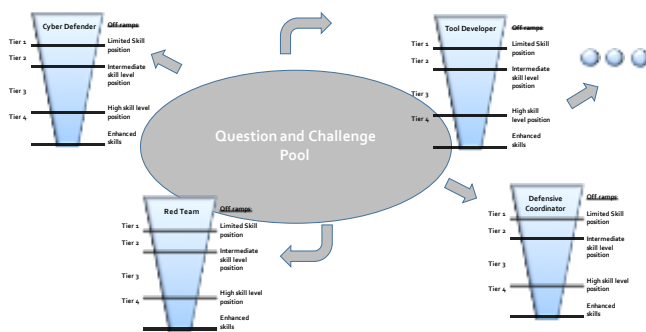 Cyber Defender
Off ramps
Tier 1
Limited Skill
position
Tier 2
Intermediate
skill level
position
Tier 3
Tier 4
High skill level
position
Enhanced
skills
Tool Developer
Off ramps
Tier 1
Limited Skill
position
Tier 2
Intermediate
skill level
position
Tier 3
Tier 4
High skill
level position
Enhanced
skills
Question and Challenge
Pool
Red Team
Off ramps
Tier 1
Limited Skill
position
Tier 2
Intermediate
skill level
position
Tier 3
Tier 4
High skill level
position
Enhanced
skills
Defensive
Coordinator
Off ramps
Tier 1
Limited Skill
position
Tier 2
Intermediate
skill level
position
Tier 3
Tier 4
High skill level
position
Enhanced
skills